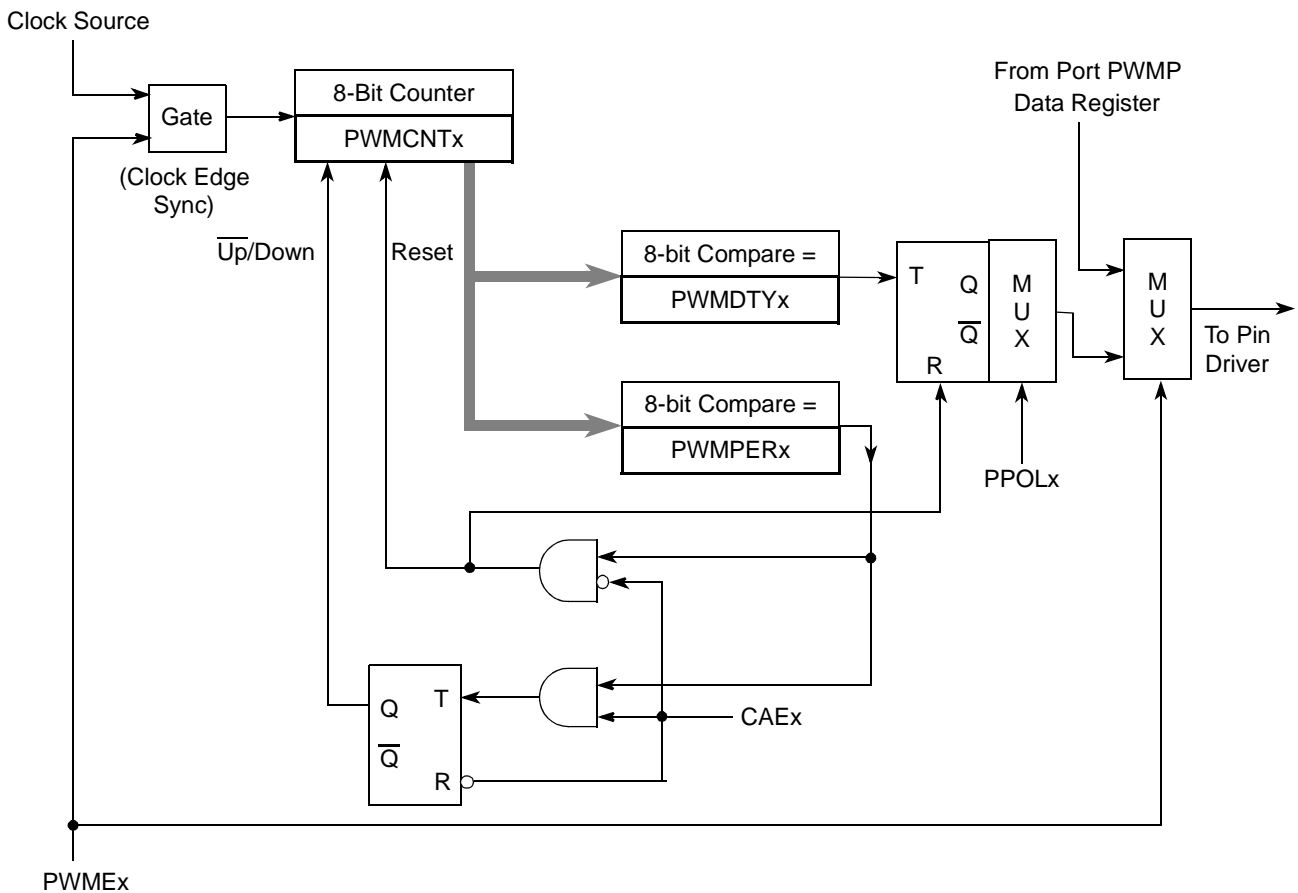 Clock Source
Gate
(Clock Edge
Sync)
8-Bit Counter
PWMCNTx
U̅p̅/Down
Reset
8-bit Compare =
PWMDTYx
8-bit Compare =
PWMPERx
T
Q
Q̅
R
M
U
X
PPOLx
From Port PWMP
Data Register
M
U
X
To Pin
Driver
Q
T
Q̅
R
CAEx
PWMEx